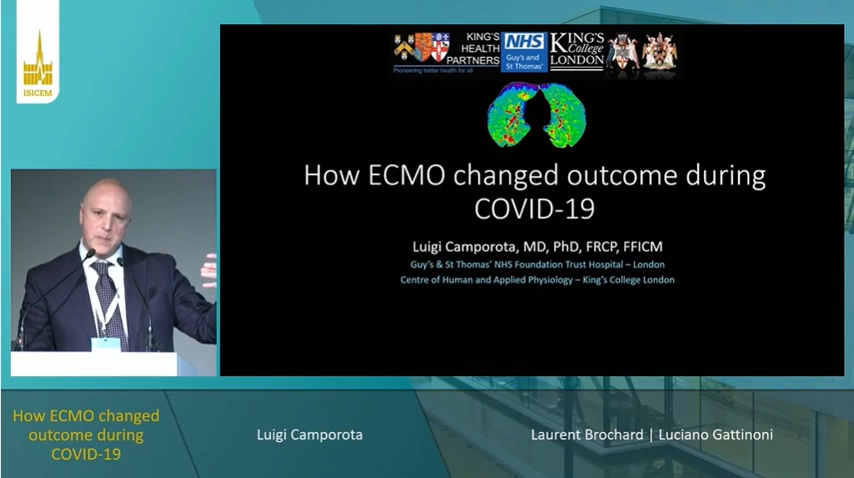 ISICEM
KING'S
HEALTH
PARTNERS
Pioneering better health for all
NHS
Guy's and
St Thomas'
KING'S
College
LONDON
How ECMO changed outcome during
COVID-19
Luigi Camporota, MD, PhD, FRCP, FFICM
Guy's & St Thomas' NHS Foundation Trust Hospital – London
Centre of Human and Applied Physiology – King's College London
How ECMO changed
outcome during
COVID-19
Luigi Camporota
Laurent Brochard | Luciano Gattinoni